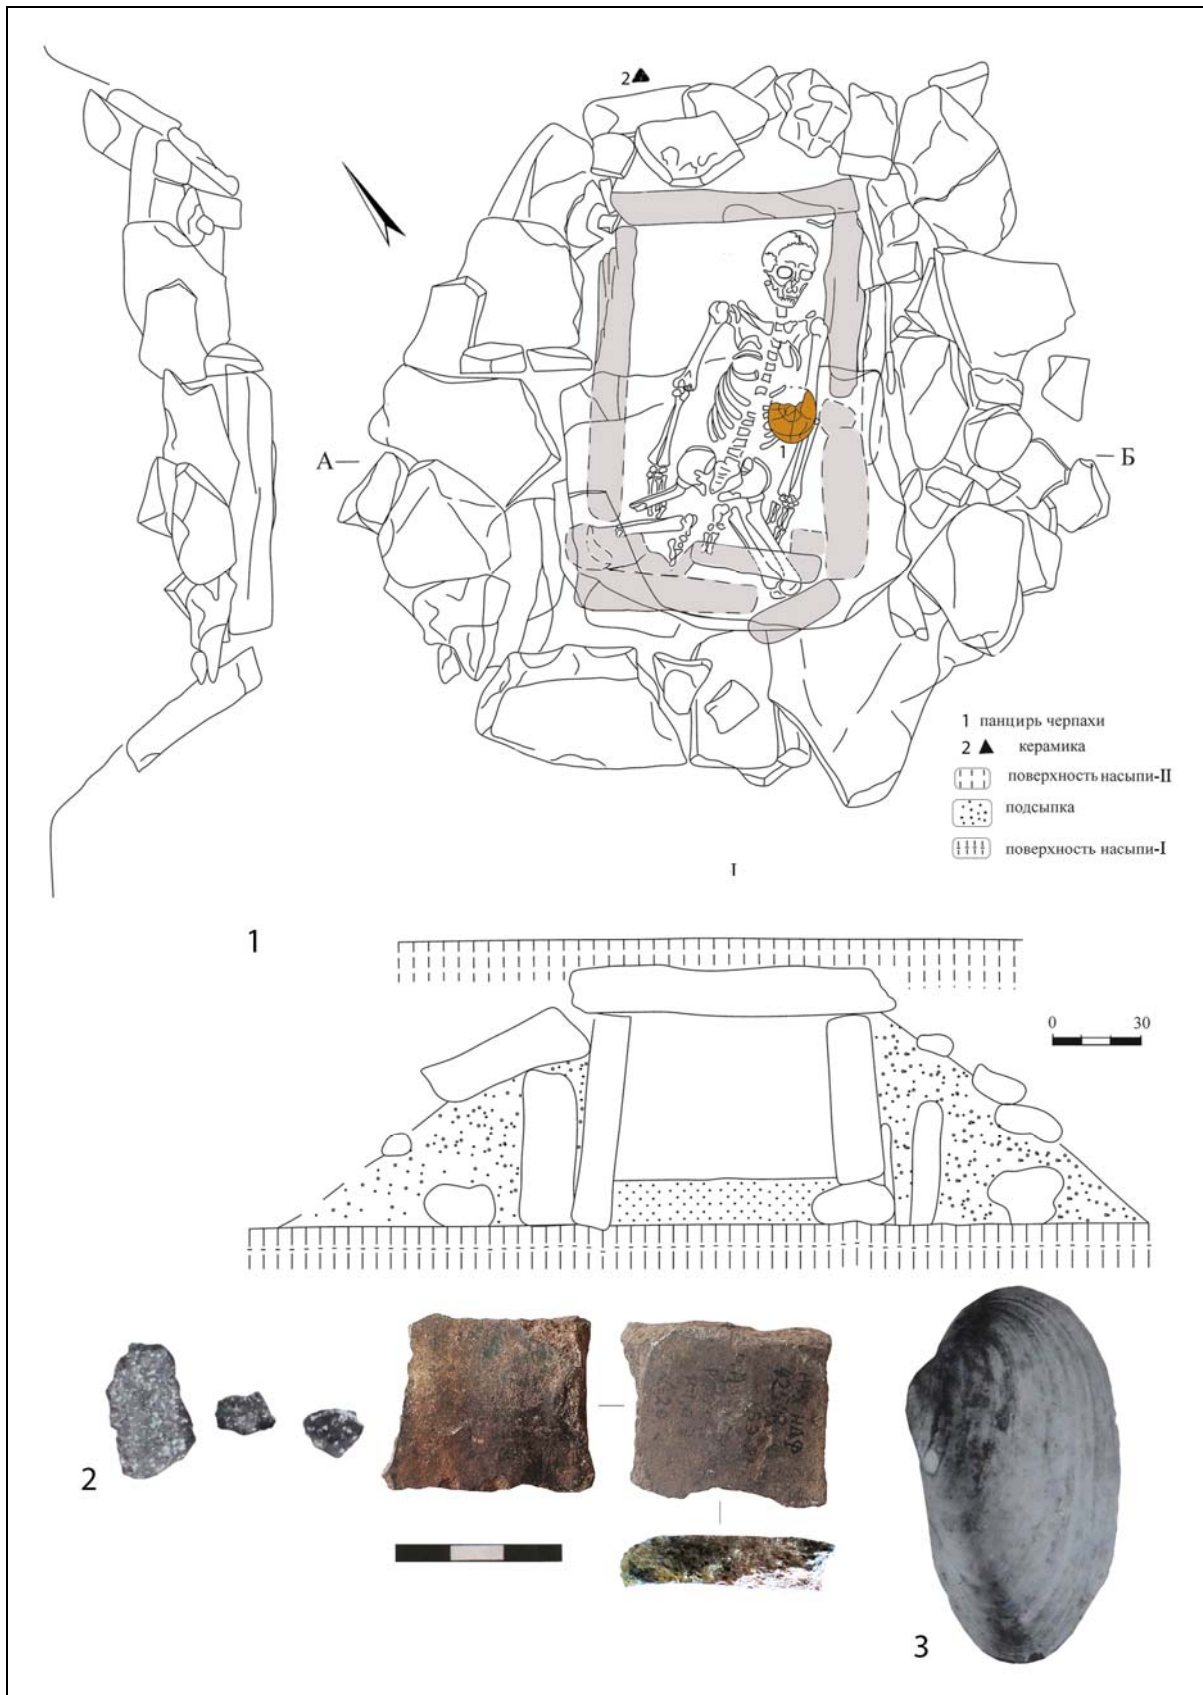 2 ▲
А
1
Б
1 панцирь черпахи
2 ▲ керамика
поверхность насыпи-II
подсыпка
поверхность насыпи-I
I
1
0 30
2
3